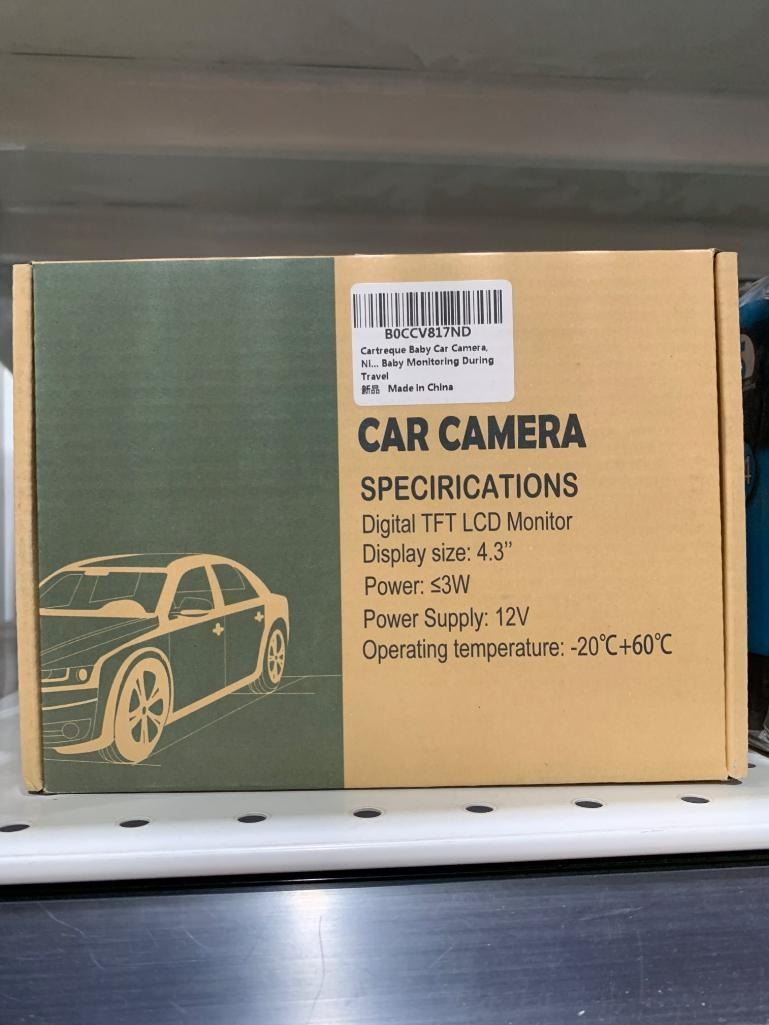 B0CCV817ND
Cartreque Baby Car Camera,
Ni... Baby Monitoring During
Travel
新品 Made in China
CAR CAMERA
SPECIRICATIONS
Digital TFT LCD Monitor
Display size: 4.3”
Power: ≤3W
Power Supply: 12V
Operating temperature: -20℃+60℃